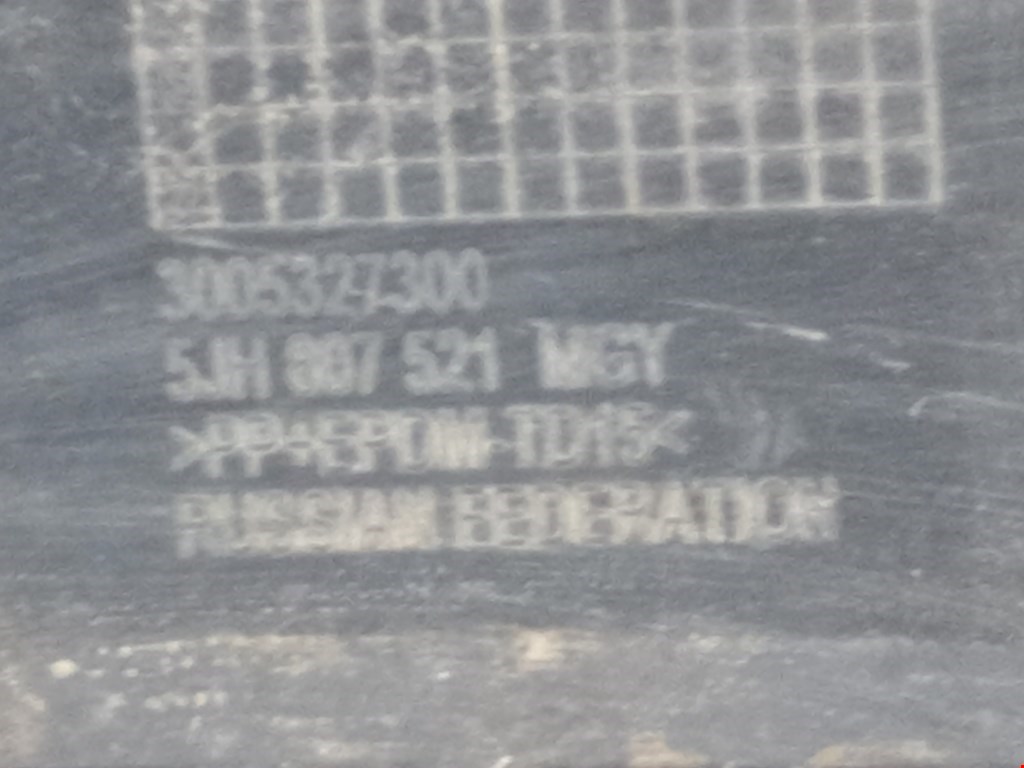 3005327300
5JH 807 521 MGY
>PP+EPDM-TD15<
RUSSIAN FEDERATION